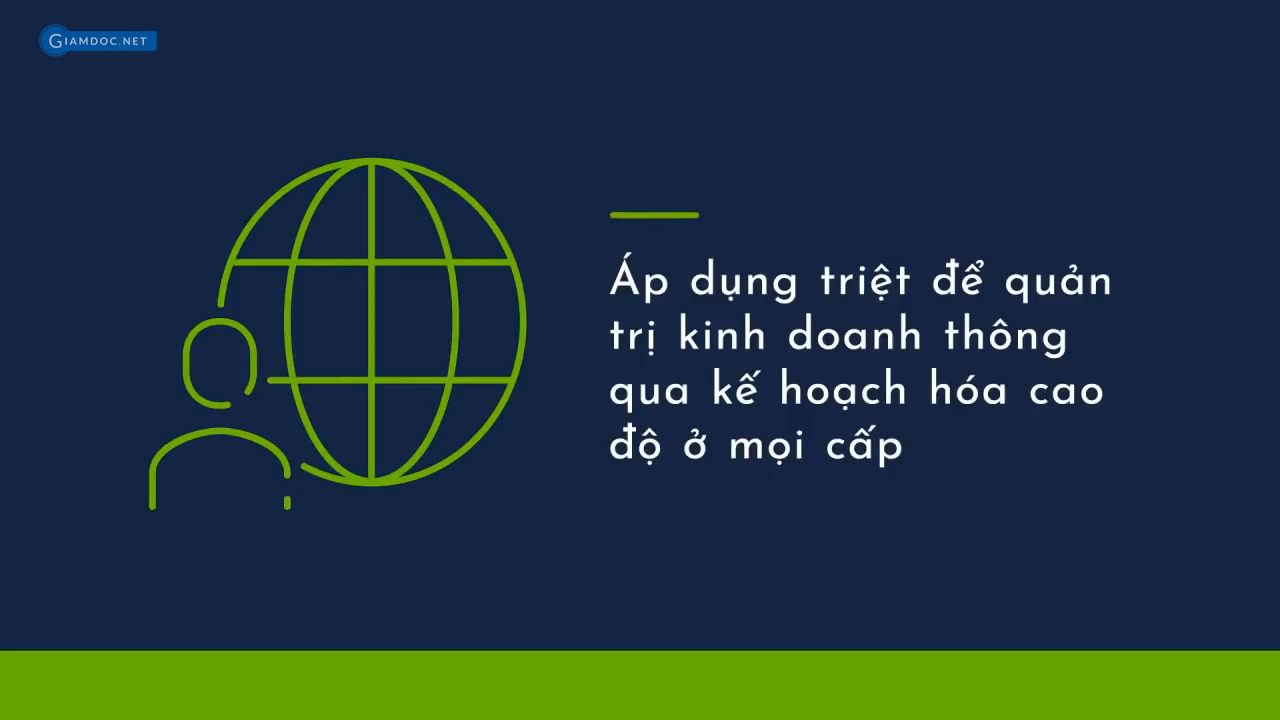 GIAMDOC.NET
Áp dụng triệt để quản
trị kinh doanh thông
qua kế hoạch hóa cao
độ ở mọi cấp